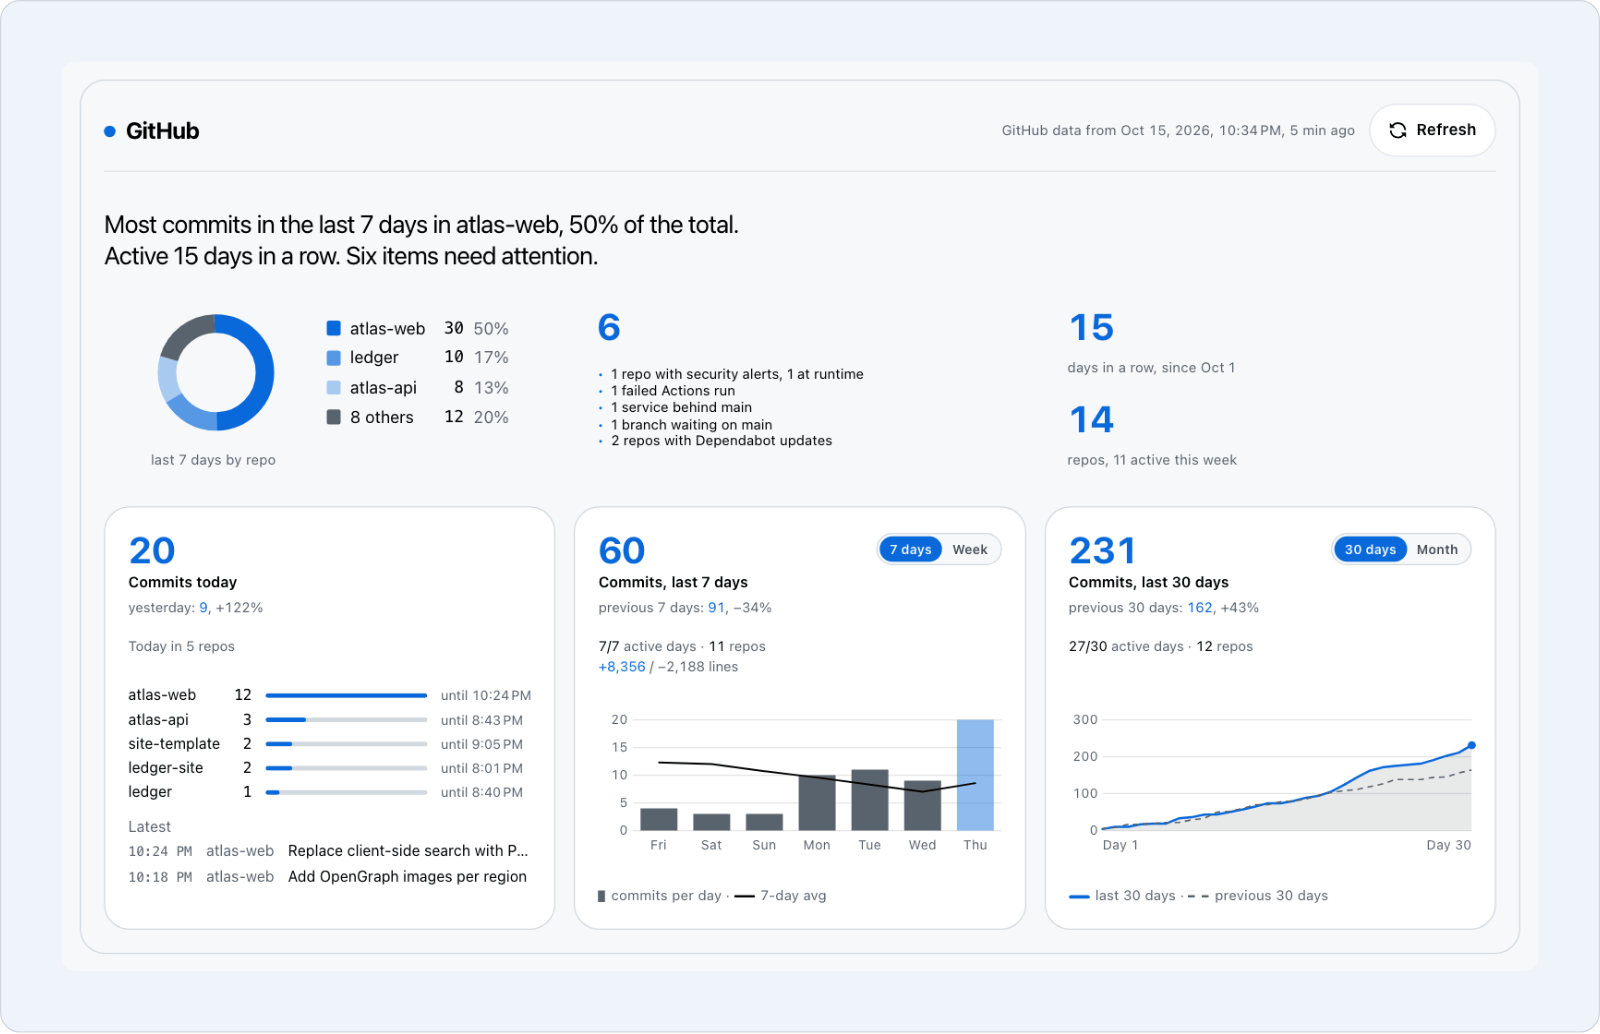 GitHub
GitHub data from Oct 15, 2026, 10:34 PM, 5 min ago
Refresh
Most commits in the last 7 days in atlas-web, 50% of the total.
Active 15 days in a row. Six items need attention.
atlas-web 30 50%
ledger 10 17%
atlas-api 8 13%
8 others 12 20%
last 7 days by repo
6
· 1 repo with security alerts, 1 at runtime
· 1 failed Actions run
· 1 service behind main
· 1 branch waiting on main
· 2 repos with Dependabot updates
15
days in a row, since Oct 1
14
repos, 11 active this week
20
Commits today
yesterday: 9, +122%
Today in 5 repos
atlas-web 12 until 10:24 PM
atlas-api 3 until 8:43 PM
site-template 2 until 9:05 PM
ledger-site 2 until 8:01 PM
ledger 1 until 8:40 PM
Latest
10:24 PM atlas-web Replace client-side search with P…
10:18 PM atlas-web Add OpenGraph images per region
60
7 days Week
Commits, last 7 days
previous 7 days: 91, −34%
7/7 active days · 11 repos
+8,356 / −2,188 lines
20
15
10
5
0
Fri Sat Sun Mon Tue Wed Thu
commits per day · 7-day avg
231
30 days Month
Commits, last 30 days
previous 30 days: 162, +43%
27/30 active days · 12 repos
300
200
100
0
Day 1 Day 30
last 30 days · previous 30 days